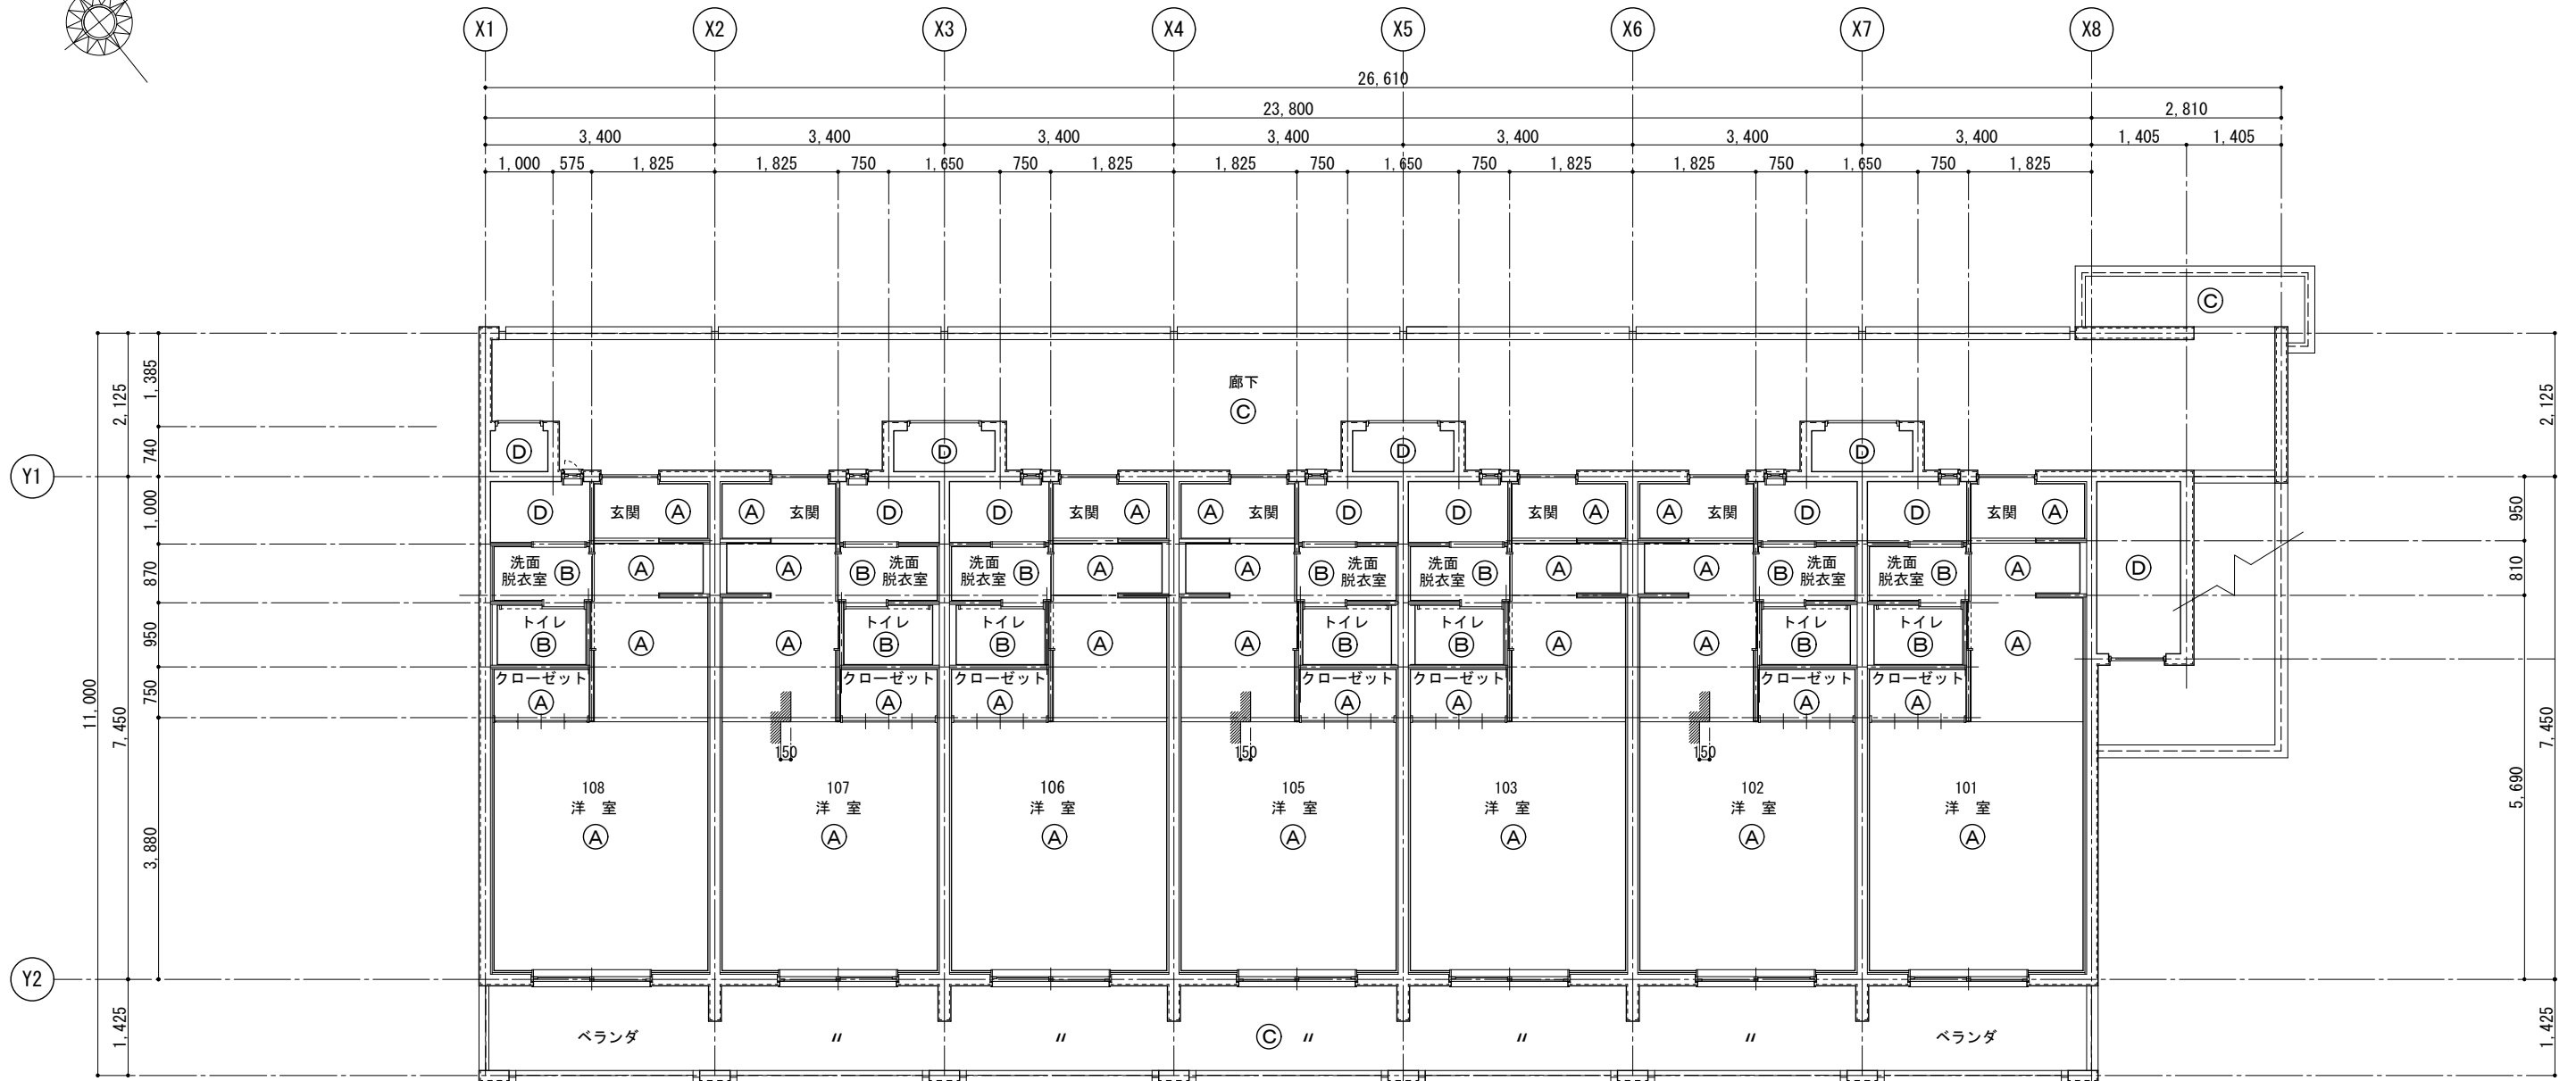 X1 X2 X3 X4 X5 X6 X7 X8
26,610
23,800 2,810
3,400 3,400 3,400 3,400 3,400 3,400 3,400 1,405 1,405
1,000 575 1,825 1,825 750 1,650 750 1,825 1,825 750 1,650 750 1,825 1,825 750 1,650 750 1,825
C
11,000
2,125 7,450 1,425
1,385 740 1,000 870 950 750 3,880
2,125 7,450 1,425
950 810 5,690
廊下
C
D D D D
Y1
D 玄関 A A 玄関 D D 玄関 A A 玄関 D D 玄関 A A 玄関 D D 玄関 A
洗面 洗面 洗面 洗面 洗面 洗面 洗面
脱衣室 B A A B 脱衣室 脱衣室 B A A B 脱衣室 脱衣室 B A A B 脱衣室 脱衣室 B A D
トイレ トイレ トイレ トイレ トイレ トイレ トイレ
B A A B B A A B B A A B B A
クローゼット クローゼット クローゼット クローゼット クローゼット クローゼット クローゼット
A A A A A A A
150 150 150
108 107 106 105 103 102 101
洋 室 洋 室 洋 室 洋 室 洋 室 洋 室 洋 室
A A A A A A A
Y2
ベランダ 〃 〃 C 〃 〃 〃 ベランダ